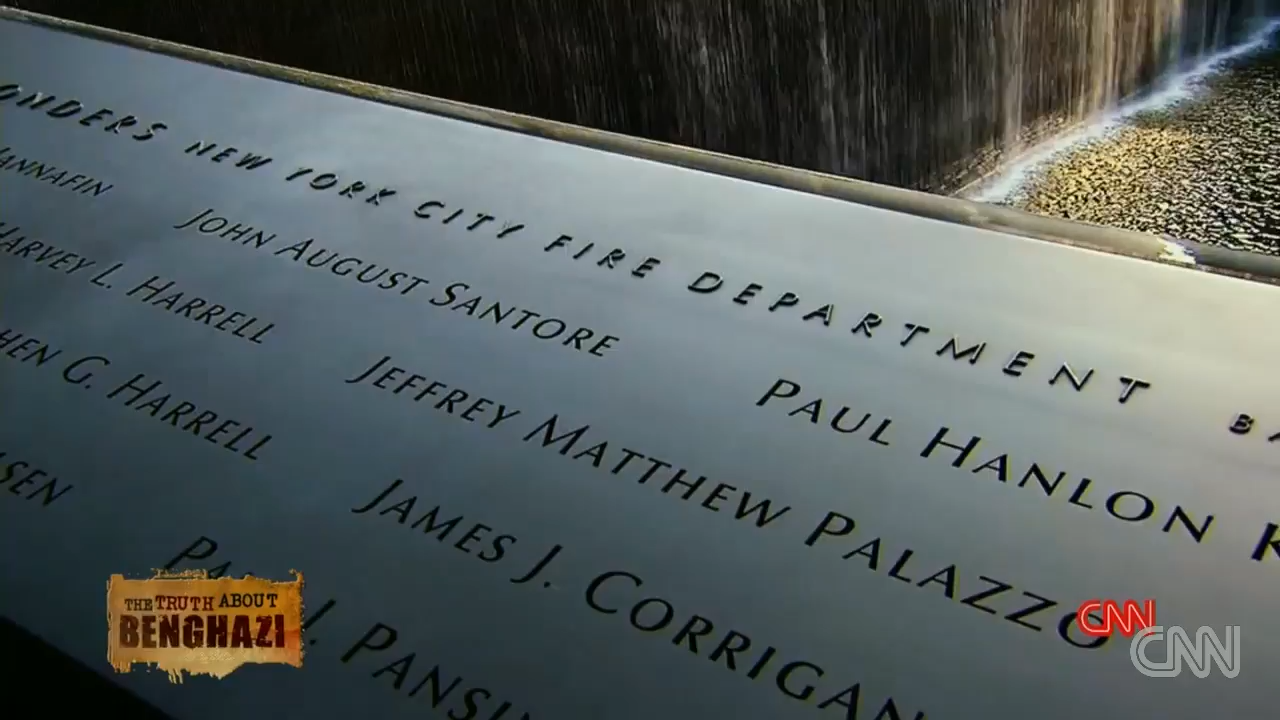 NEW YORK CITY FIRE DEPARTMENT
JOHN AUGUST SANTORE
PAUL HANLON
HARVEY L. HARRELL
JEFFREY MATTHEW PALAZZO
G. HARRELL
JAMES J. CORRIGAN
THE TRUTH ABOUT
BENGHAZI
CNN
CNN